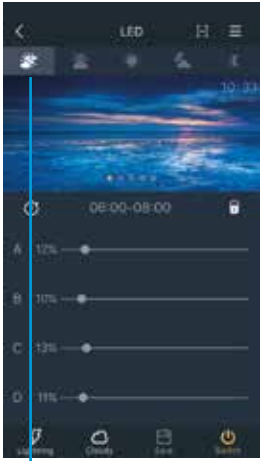 LED
10:33
06:00-08:00
A 12%
B 10%
C 13%
D 11%
Lightning Clouds Save Switch